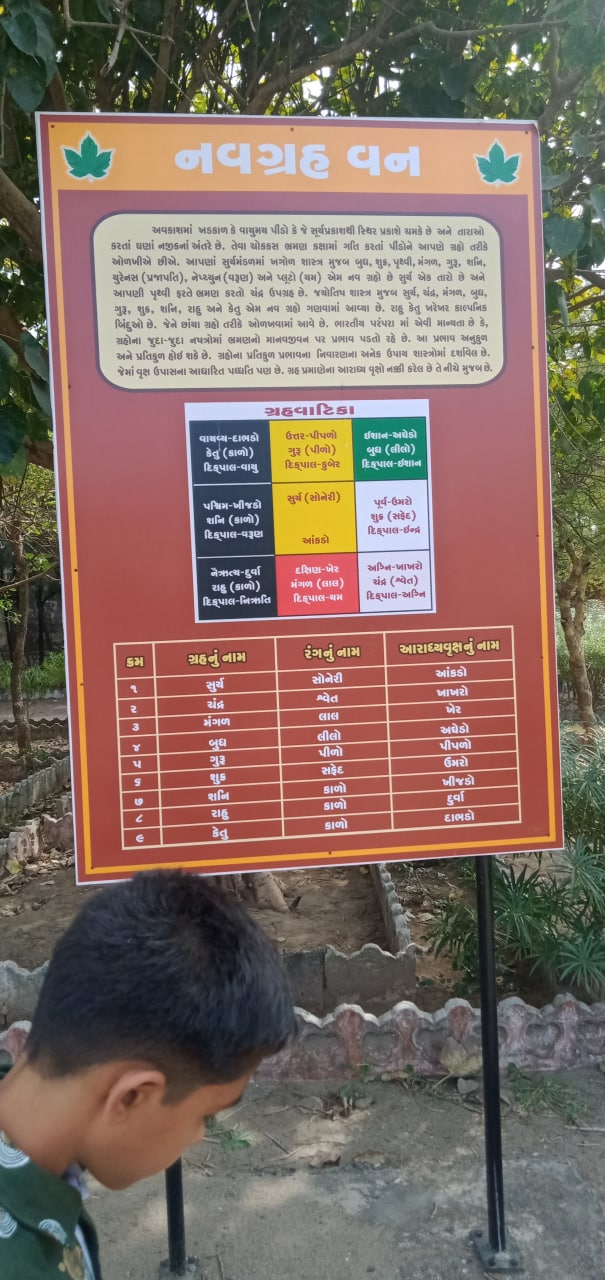 નવગ્રહ વન
અવકાશમાં ખડકાળ કે વાયુમય પીંડો કે જે સૂર્યપ્રકાશથી સ્થિર પ્રકાશે ચમકે છે અને તારાઓ
કરતાં ઘણાં નજીકનાં અંતરે છે. તેવા ચોકકસ ભ્રમણ કક્ષામાં ગતિ કરતાં પીંડોને આપણે ગ્રહો તરીકે
ઓળખીએ છીએ. આપણાં સુર્યમંડળમાં ખગોળ શાસ્ત્ર મુજબ બુધ, શુક્ર, પૃથ્વી, મંગળ, ગુરૂ, શનિ,
યુરેનસ (પ્રજાપતિ), નેપ્ચ્યુન (વરૂણ) અને પ્લૂટો (યમ) એમ નવ ગ્રહો છે સુર્ય એક તારો છે અને
આપણી પૃથ્વી ફરતે ભ્રમણ કરતો ચંદ્ર ઉપગ્રહ છે. જયોતિષ શાસ્ત્ર મુજબ સુર્ય, ચંદ્ર, મંગળ, બુધ,
ગુરૂ, શુક્ર, શનિ, રાહુ અને કેતુ એમ નવ ગ્રહો ગણવામાં આવ્યા છે. રાહુ કેતુ ખરેખર કાલ્પનિક
બિંદુઓ છે. જેને છાંયા ગ્રહો તરીકે ઓળખવામાં આવે છે. ભારતીય પરંપરા માં એવી માન્યતા છે કે,
ગ્રહોના જુદા-જુદા નક્ષત્રોમાં ભ્રમણનો માનવજીવન પર પ્રભાવ પડતો રહે છે. આ પ્રભાવ અનુકુળ
અને પ્રતિકુળ હોઈ શકે છે. ગ્રહોના પ્રતિકુળ પ્રભાવના નિવારણના અનેક ઉપાય શાસ્ત્રોમાં દર્શાવેલ છે.
જેમાં વૃક્ષ ઉપાસના આધારિત પધ્ધતિ પણ છે. ગ્રહ પ્રમાણેના આરાધ્ય વૃક્ષો નક્કી કરેલ છે તે નીચે મુજબ છે.
ગ્રહવાટિકા
વાયવ્ય-દાભડો
કેતુ (કાળો)
દિક્પાલ-વાયુ
ઉત્તર-પીપળો
ગુરૂ (પીળો)
દિક્પાલ-કુબેર
ઈશાન-અઘેડો
બુધ (લીલો)
દિક્પાલ-ઈશાન
પશ્ચિમ-ખીજડો
શનિ (કાળો)
દિક્પાલ-વરૂણ
સુર્ય (સોનેરી)
આંકડો
પૂર્વ-ઉમરો
શુક્ર (સફેદ)
દિક્પાલ-ઇન્દ્ર
નૈઋત્ય-દુર્વા
રાહુ (કાળો)
દિક્પાલ-નિઋતિ
દક્ષિણ-ખેર
મંગળ (લાલ)
દિક્પાલ-યમ
અગ્નિ-ખાખરો
ચંદ્ર (શ્વેત)
દિક્પાલ-અગ્નિ
ક્રમ ગ્રહનું નામ રંગનું નામ આરાધ્યવૃક્ષનું નામ
૧ સુર્ય સોનેરી આંકડો
૨ ચંદ્ર શ્વેત ખાખરો
૩ મંગળ લાલ ખેર
૪ બુધ લીલો અઘેડો
૫ ગુરૂ પીળો પીપળો
૬ શુક્ર સફેદ ઉમરો
૭ શનિ કાળો ખીજડો
૮ રાહુ કાળો દુર્વા
૯ કેતુ કાળો દાભડો